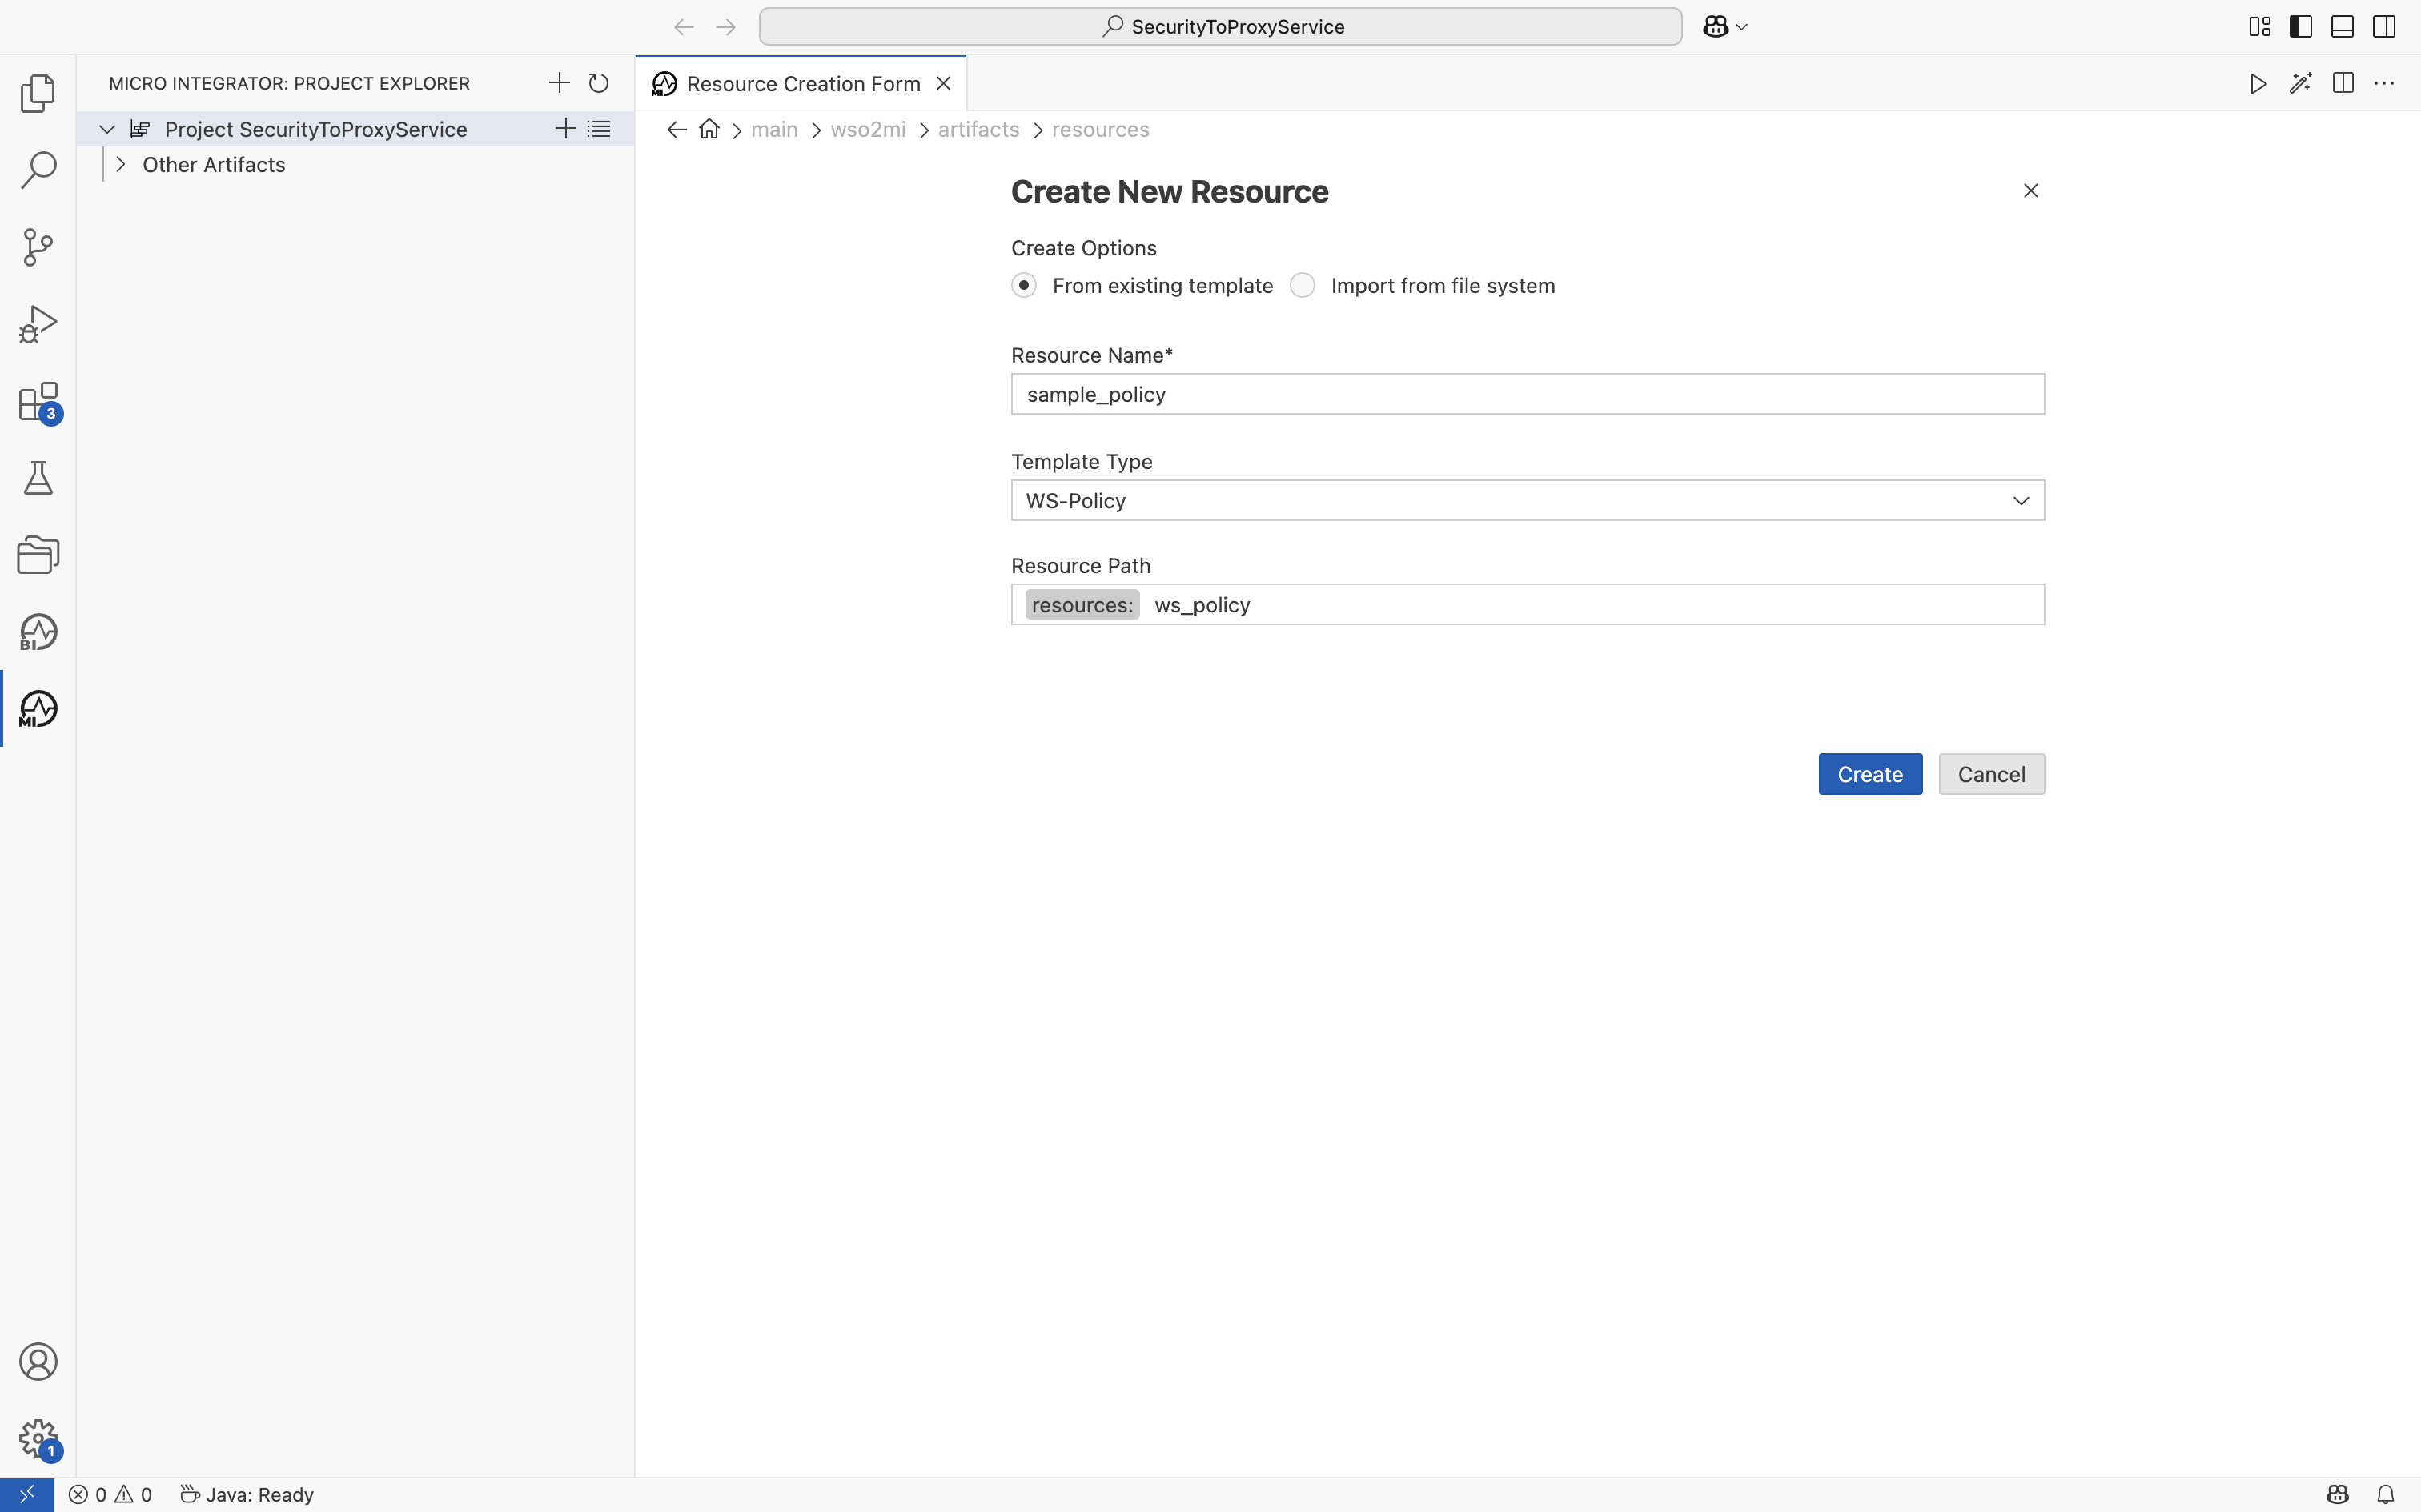 SecurityToProxyService
MICRO INTEGRATOR: PROJECT EXPLORER
Resource Creation Form
Project SecurityToProxyService
Other Artifacts
main wso2mi artifacts resources
Create New Resource
Create Options
From existing template Import from file system
Resource Name*
sample_policy
Template Type
WS-Policy
Resource Path
resources: ws_policy
Create Cancel
3
BI
MI
1
0 0 Java: Ready